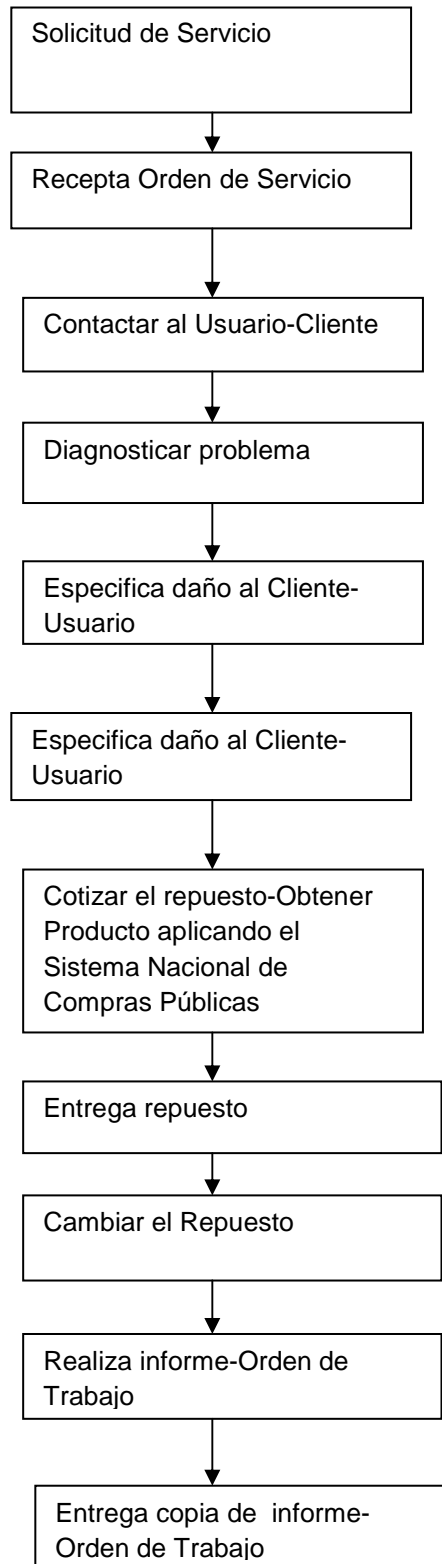 Solicitud de Servicio
Recepta Orden de Servicio
Contactar al Usuario-Cliente
Diagnosticar problema
Especifica daño al Cliente-
Usuario
Especifica daño al Cliente-
Usuario
Cotizar el repuesto-Obtener
Producto aplicando el
Sistema Nacional de
Compras Públicas
Entrega repuesto
Cambiar el Repuesto
Realiza informe-Orden de
Trabajo
Entrega copia de informe-
Orden de Trabajo